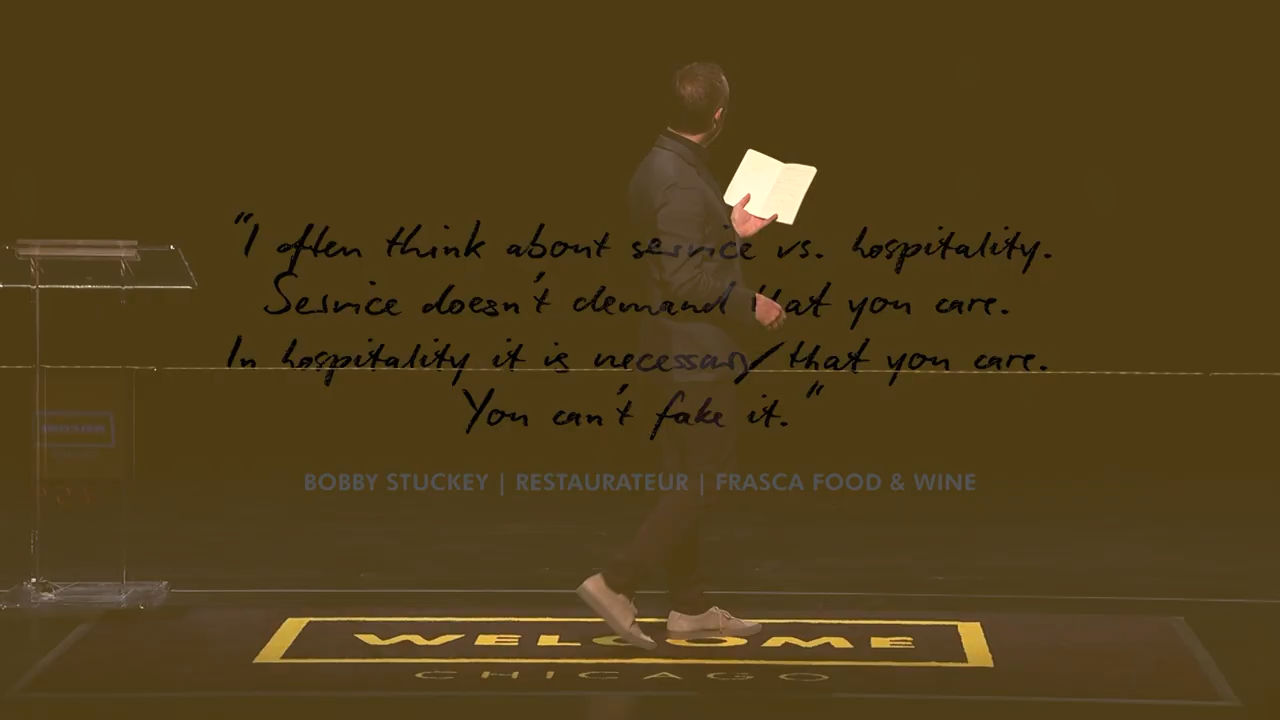 "I often think about service vs. hospitality.
Service doesn't demand that you care.
In hospitality it is necessary that you care.
You can't fake it."
BOBBY STUCKEY | RESTAURATEUR | FRASCA FOOD & WINE
WELCOME
CHICAGO